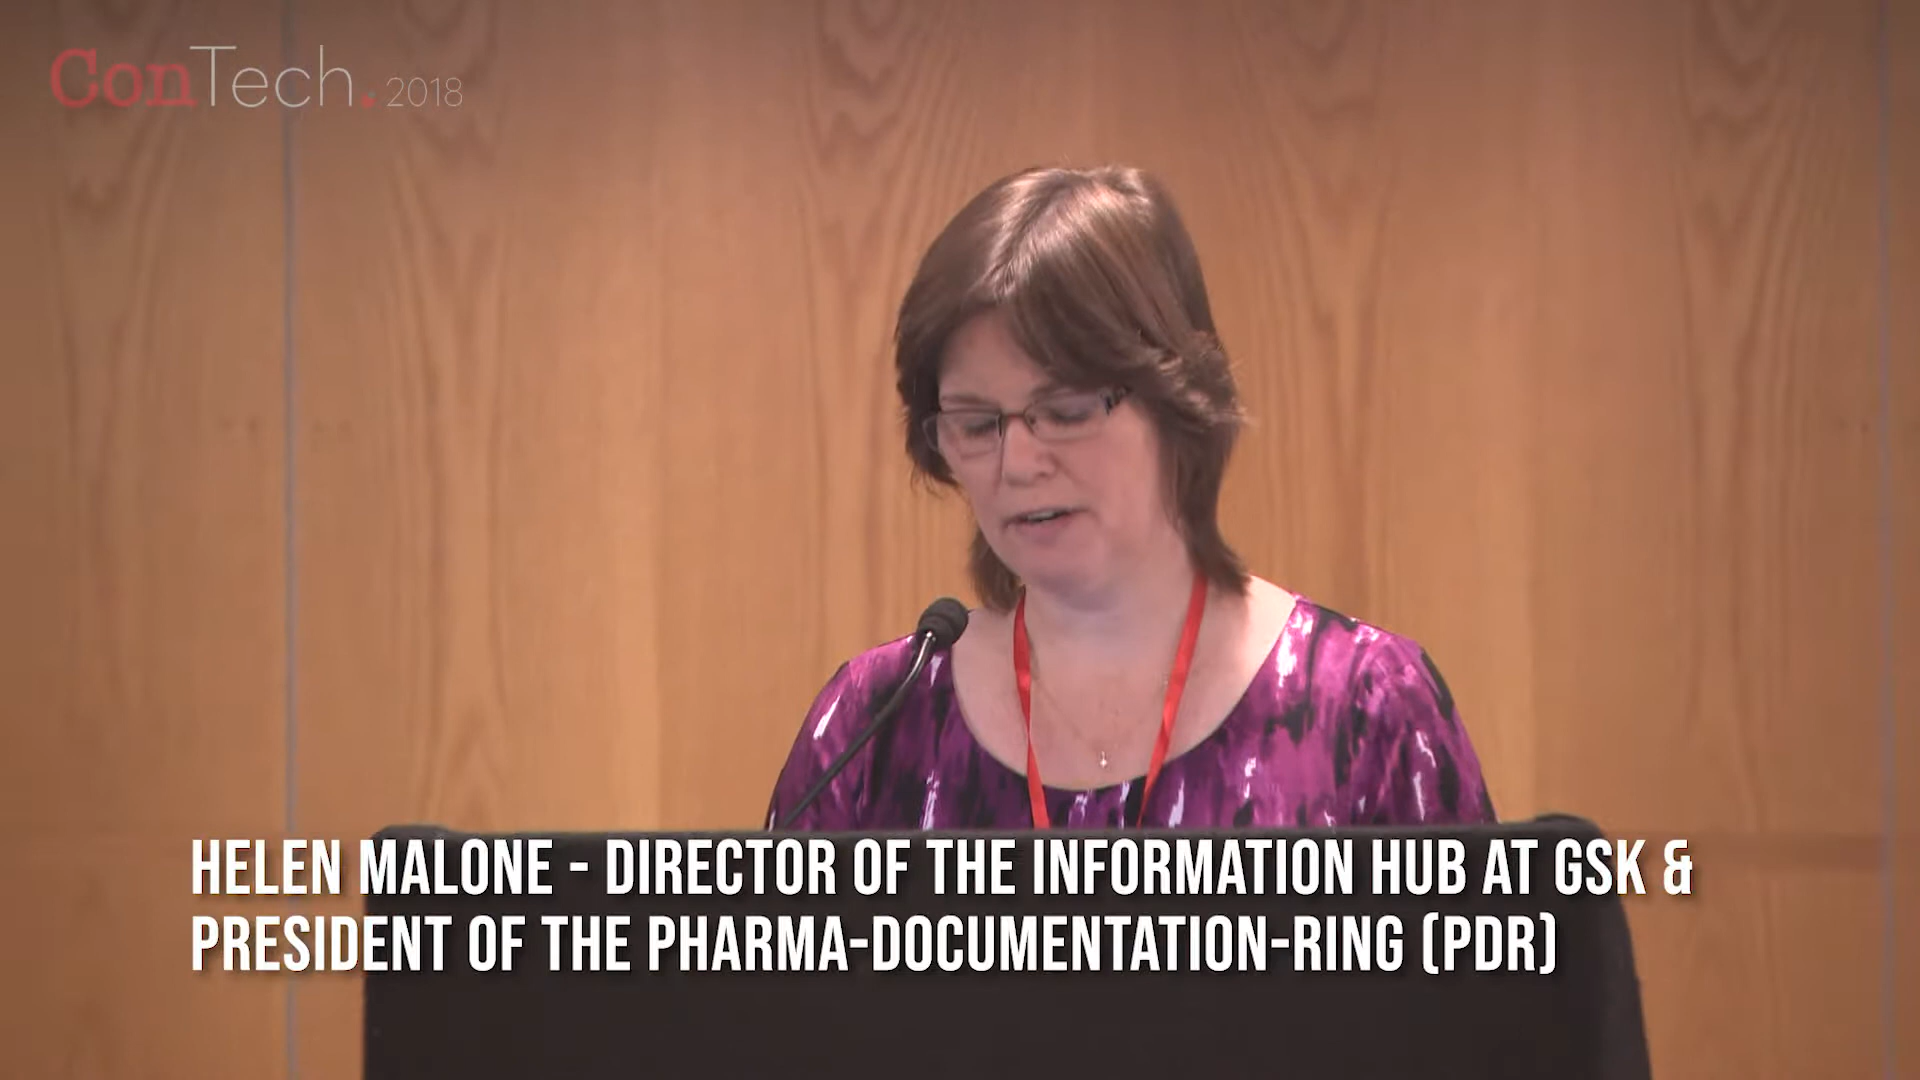 ConTech. 2018
HELEN MALONE - DIRECTOR OF THE INFORMATION HUB AT GSK &
PRESIDENT OF THE PHARMA-DOCUMENTATION-RING (PDR)